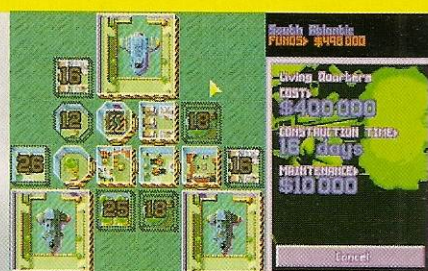 South Atlantic
FUNDS> $498 000
Living Quarters
COST>
$400 000
CONSTRUCTION TIME>
16 days
MAINTENANCE>
$10 000
16
12
18
26
16
25
18
Cancel